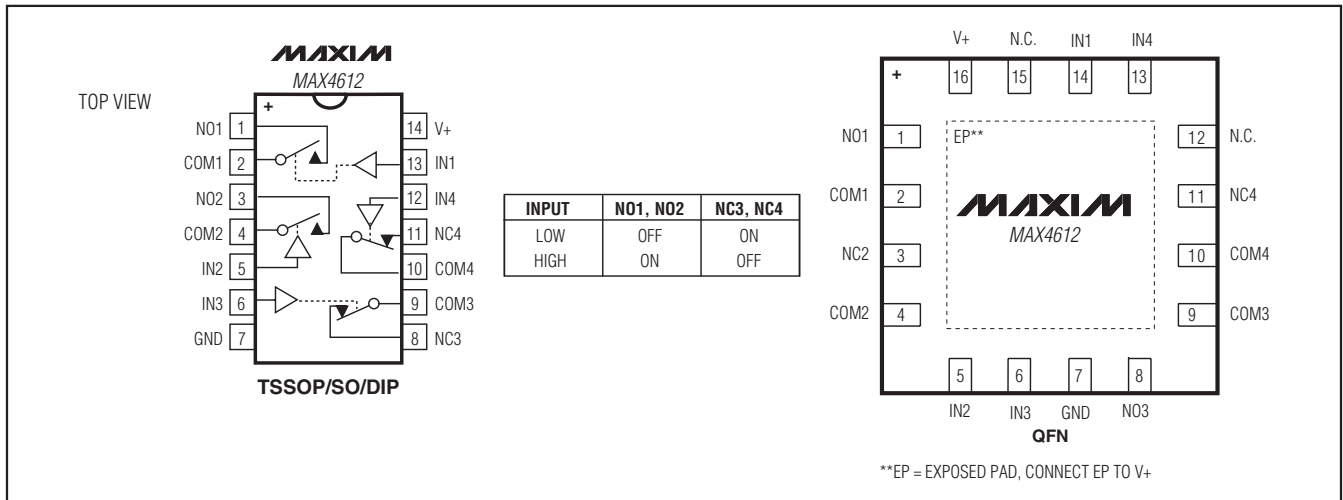 MAXIM
MAX4612
TOP VIEW
+
NO1 1
COM1 2
NO2 3
COM2 4
IN2 5
IN3 6
GND 7
14 V+
13 IN1
12 IN4
11 NC4
10 COM4
9 COM3
8 NC3
TSSOP/SO/DIP
INPUT NO1, NO2 NC3, NC4
LOW OFF ON
HIGH ON OFF
V+ N.C. IN1 IN4
16 15 14 13
+
EP**
MAXIM
MAX4612
NO1 1
COM1 2
NC2 3
COM2 4
12 N.C.
11 NC4
10 COM4
9 COM3
5 6 7 8
IN2 IN3 GND NO3
QFN
**EP = EXPOSED PAD, CONNECT EP TO V+